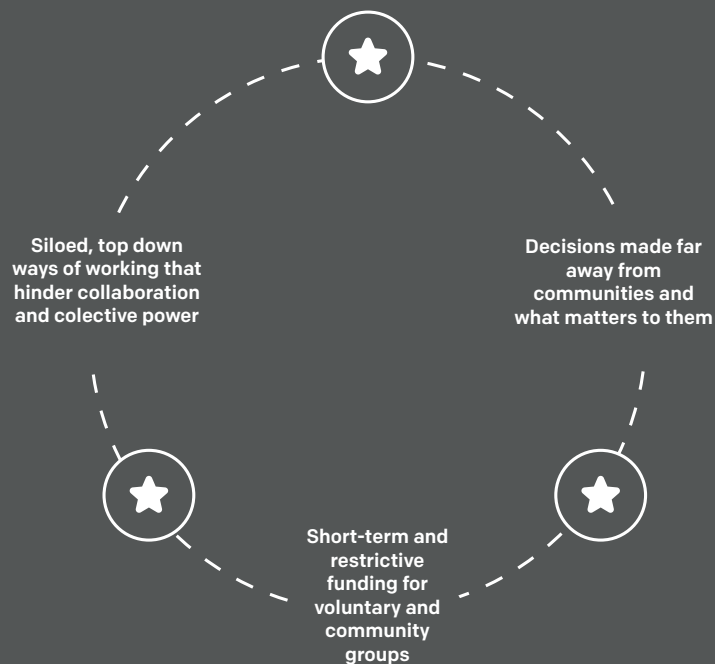 Siloed, top down
ways of working that
hinder collaboration
and colective power
Decisions made far
away from
communities and
what matters to them
Short-term and
restrictive
funding for
voluntary and
community
groups